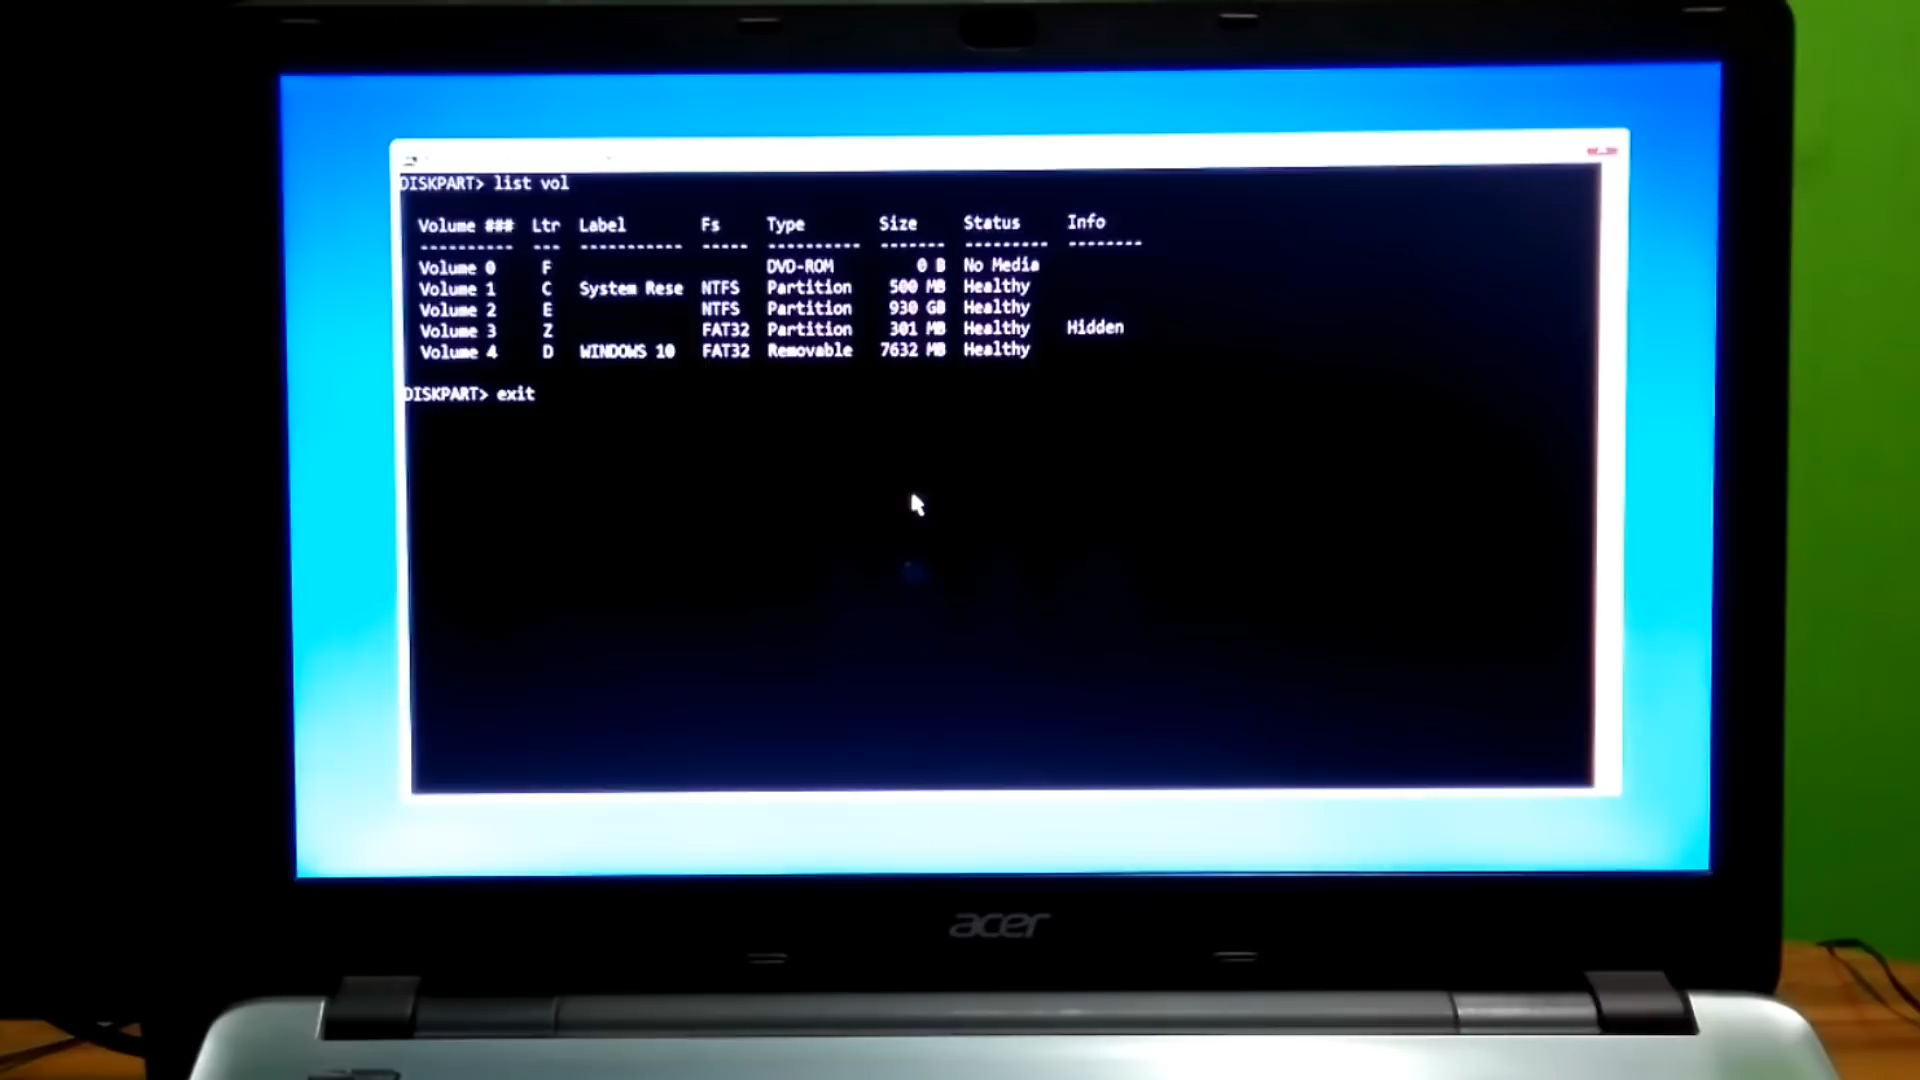 DISKPART> list vol
Volume ### Ltr Label Fs Type Size Status Info
---------- --- ----------- ----- ---------- ------- --------- --------
Volume 0 F DVD-ROM 0 B No Media
Volume 1 C System Rese NTFS Partition 500 MB Healthy
Volume 2 E NTFS Partition 930 GB Healthy
Volume 3 Z FAT32 Partition 301 MB Healthy Hidden
Volume 4 D WINDOWS 10 FAT32 Removable 7632 MB Healthy
DISKPART> exit
acer